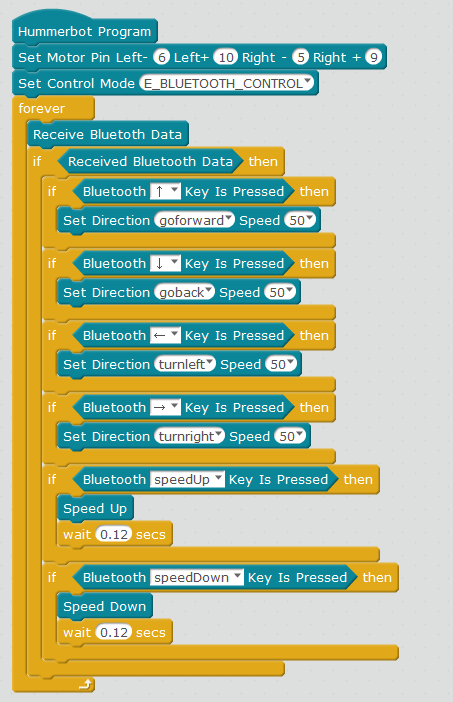 Hummerbot Program
Set Motor Pin Left- 6 Left+ 10 Right - 5 Right + 9
Set Control Mode E_BLUETOOTH_CONTROL
forever
Receive Bluetoth Data
if Received Bluetooth Data then
if Bluetooth ↑ Key Is Pressed then
Set Direction goforward Speed 50
if Bluetooth ↓ Key Is Pressed then
Set Direction goback Speed 50
if Bluetooth ← Key Is Pressed then
Set Direction turnleft Speed 50
if Bluetooth → Key Is Pressed then
Set Direction turnright Speed 50
if Bluetooth speedUp Key Is Pressed then
Speed Up
wait 0.12 secs
if Bluetooth speedDown Key Is Pressed then
Speed Down
wait 0.12 secs